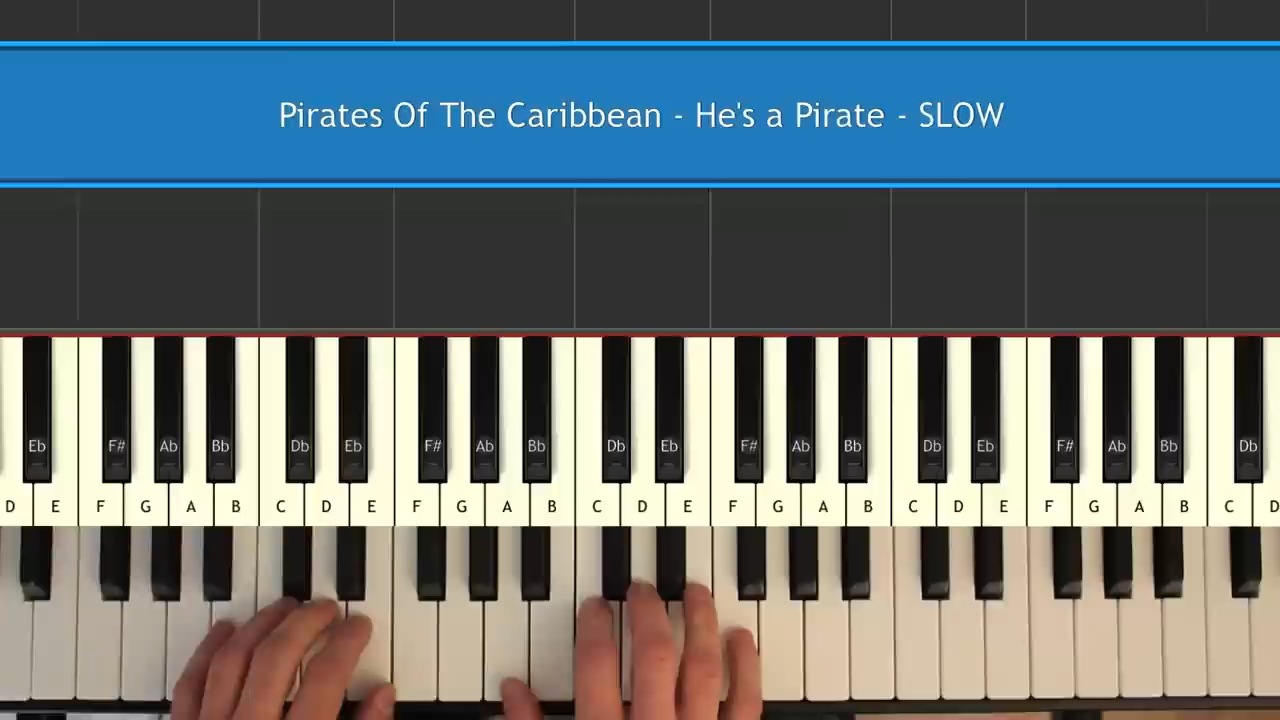 Pirates Of The Caribbean - He's a Pirate - SLOW
Eb F# Ab Bb Db Eb F# Ab Bb Db Eb F# Ab Bb Db Eb F# Ab Bb Db
D E F G A B C D E F G A B C D E F G A B C D E F G A B C D